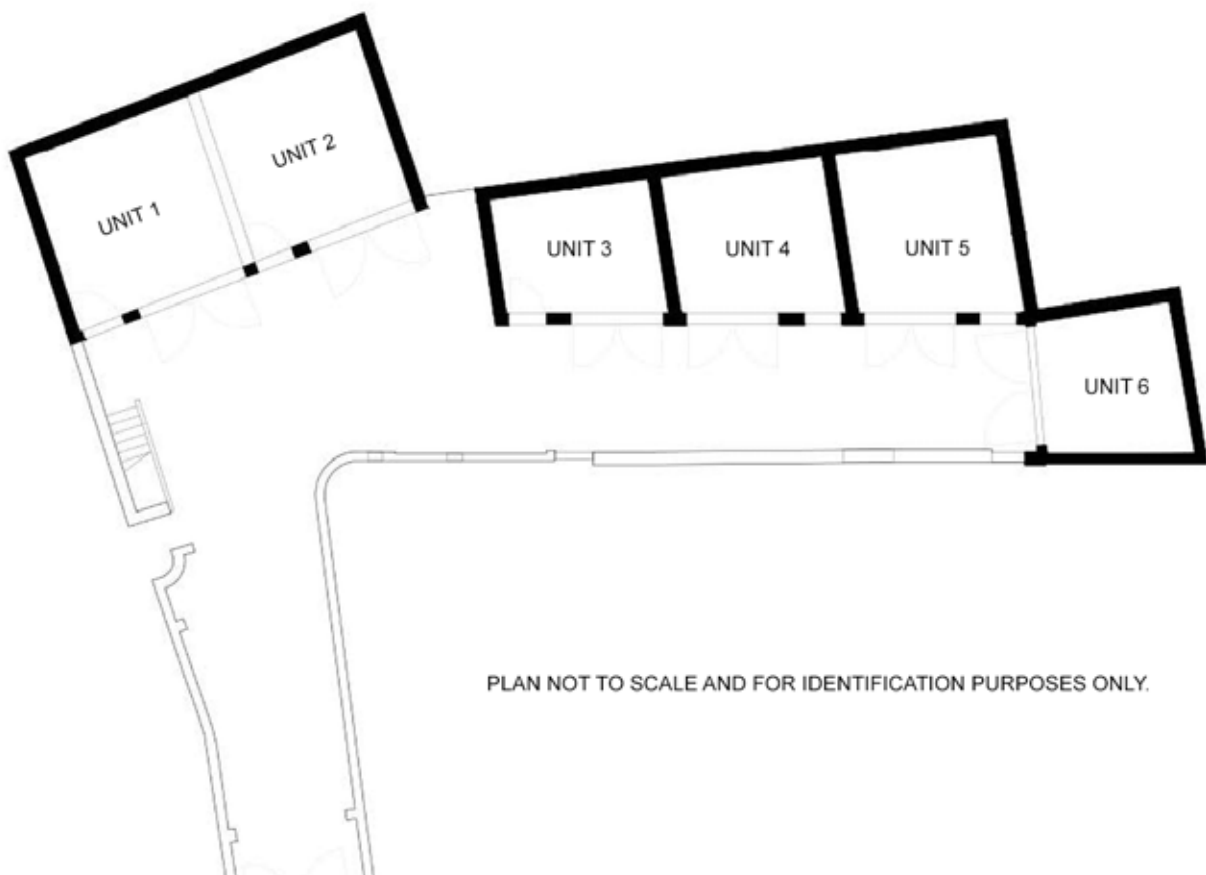 UNIT 1
UNIT 2
UNIT 3
UNIT 4
UNIT 5
UNIT 6
PLAN NOT TO SCALE AND FOR IDENTIFICATION PURPOSES ONLY.